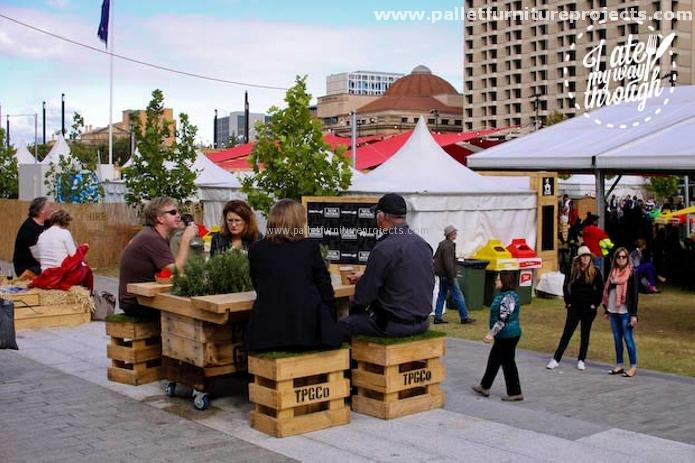 www.palletfurnitureprojects.com
I ate
my way
through
www.palletfurnitureprojects.com
TPGCo
TPGCo